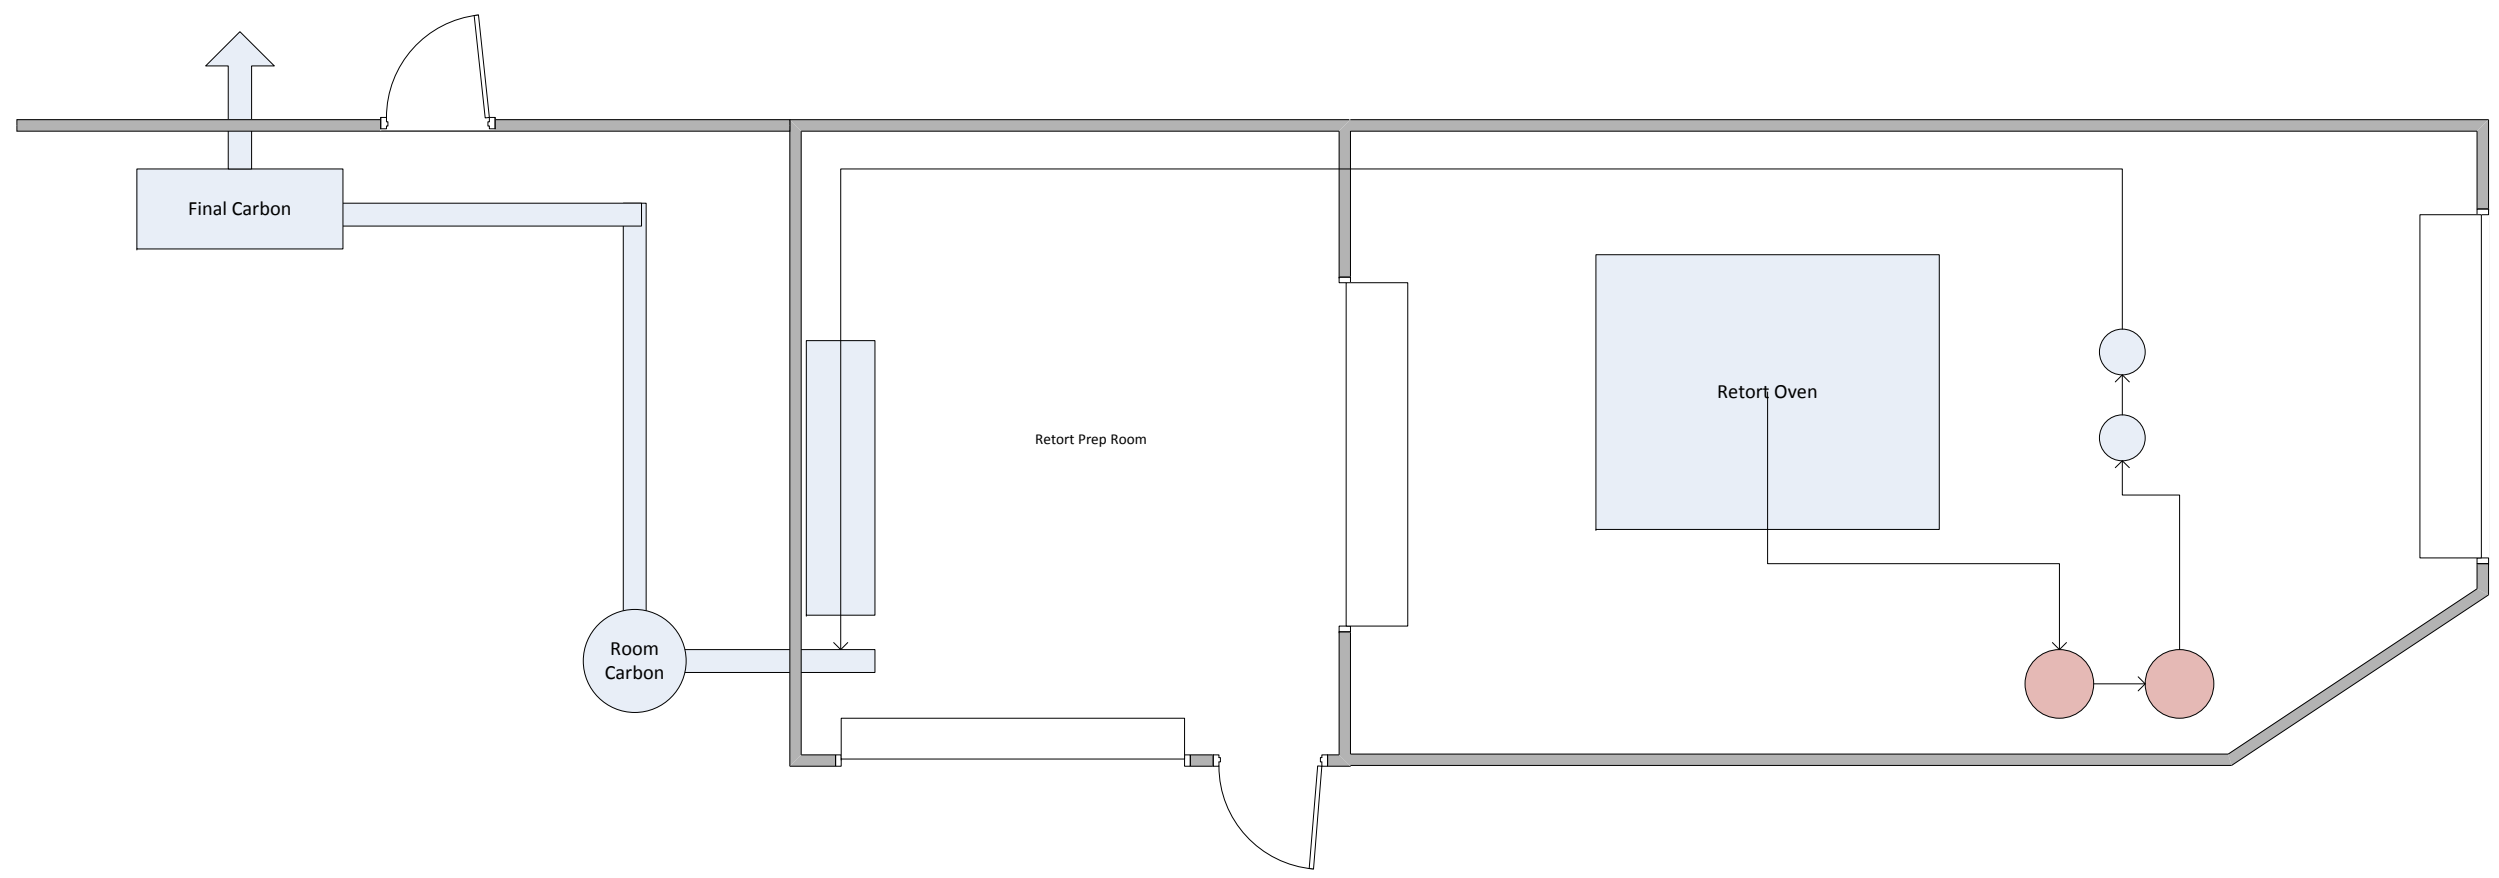 Final Carbon
Retort Oven
Retort Prep Room
Room
Carbon